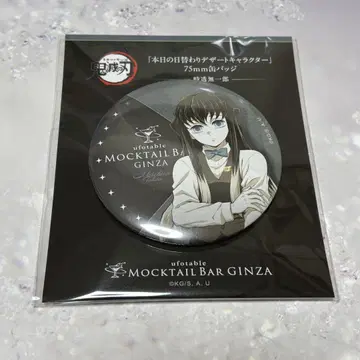 鬼滅の刃
「本日の日替わりデザートキャラクター」
75mm缶バッジ
時透無一郎
ufotable
MOCKTAIL BAR
GINZA
ufotable
MOCKTAIL BAR GINZA
©KG/S, A, U